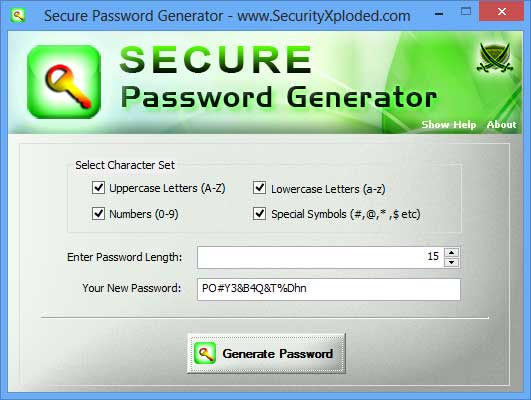 Secure Password Generator - www.SecurityXploded.com
SECURE
Password Generator
Show Help About
Select Character Set
Uppercase Letters (A-Z) Lowercase Letters (a-z)
Numbers (0-9) Special Symbols (#,@,* ,$ etc)
Enter Password Length: 15
Your New Password: PO#Y3&B4Q&T%Dhn
Generate Password